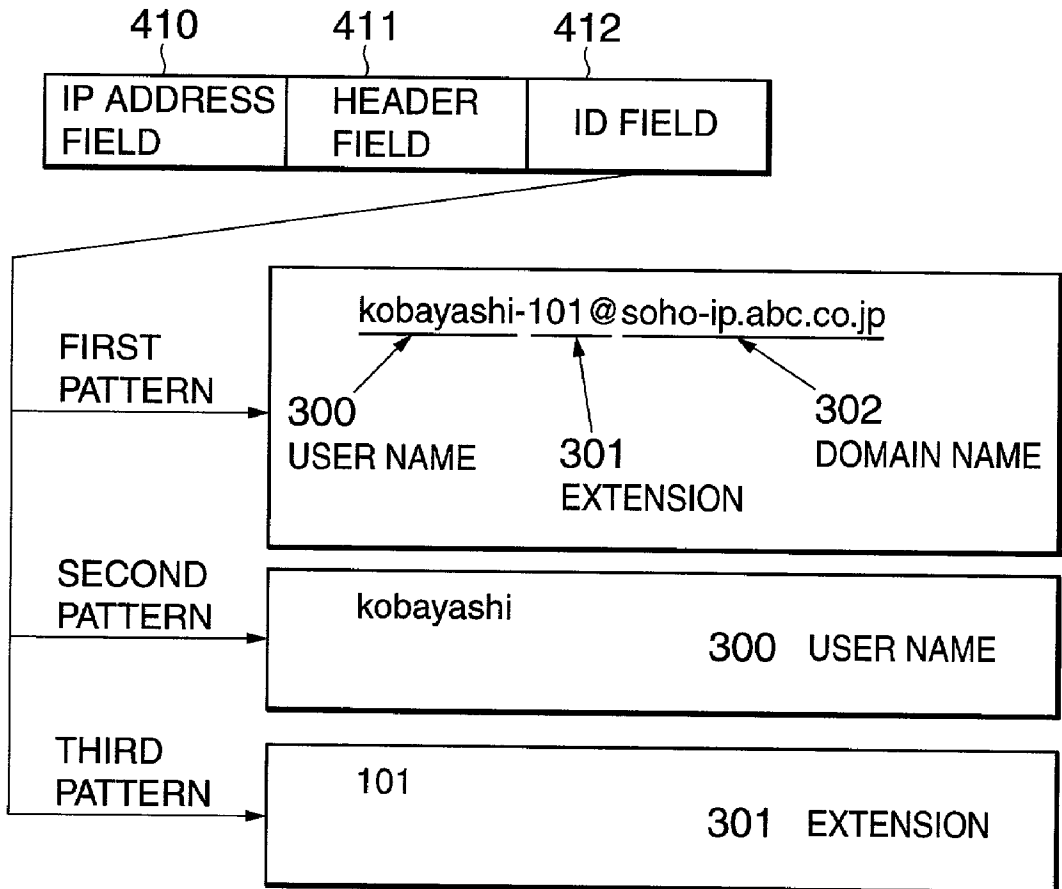 410 411 412
IP ADDRESS FIELD
HEADER FIELD
ID FIELD
kobayashi-101@soho-ip.abc.co.jp
FIRST PATTERN
300 USER NAME
301 EXTENSION
302 DOMAIN NAME
SECOND PATTERN
kobayashi
300 USER NAME
THIRD PATTERN
101
301 EXTENSION